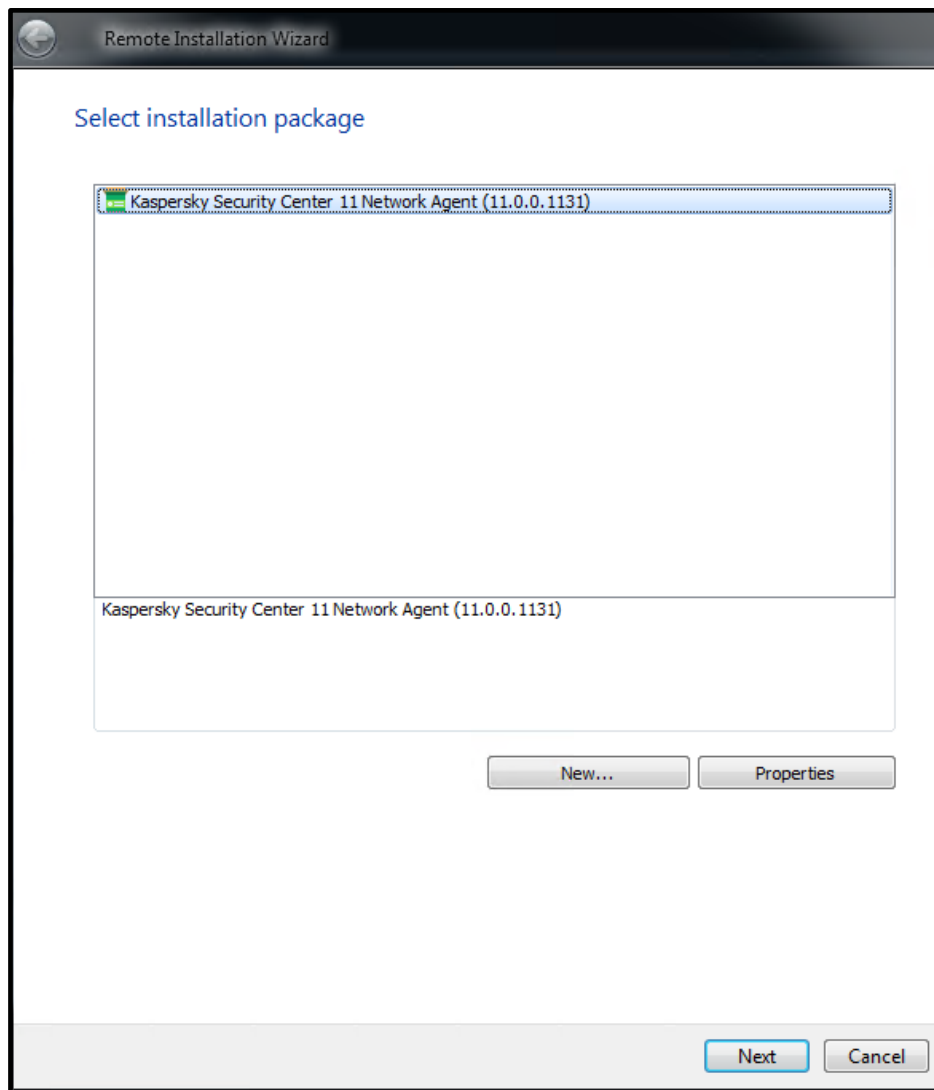 Remote Installation Wizard
Select installation package
Kaspersky Security Center 11 Network Agent (11.0.0.1131)
Kaspersky Security Center 11 Network Agent (11.0.0.1131)
New... Properties
Next Cancel